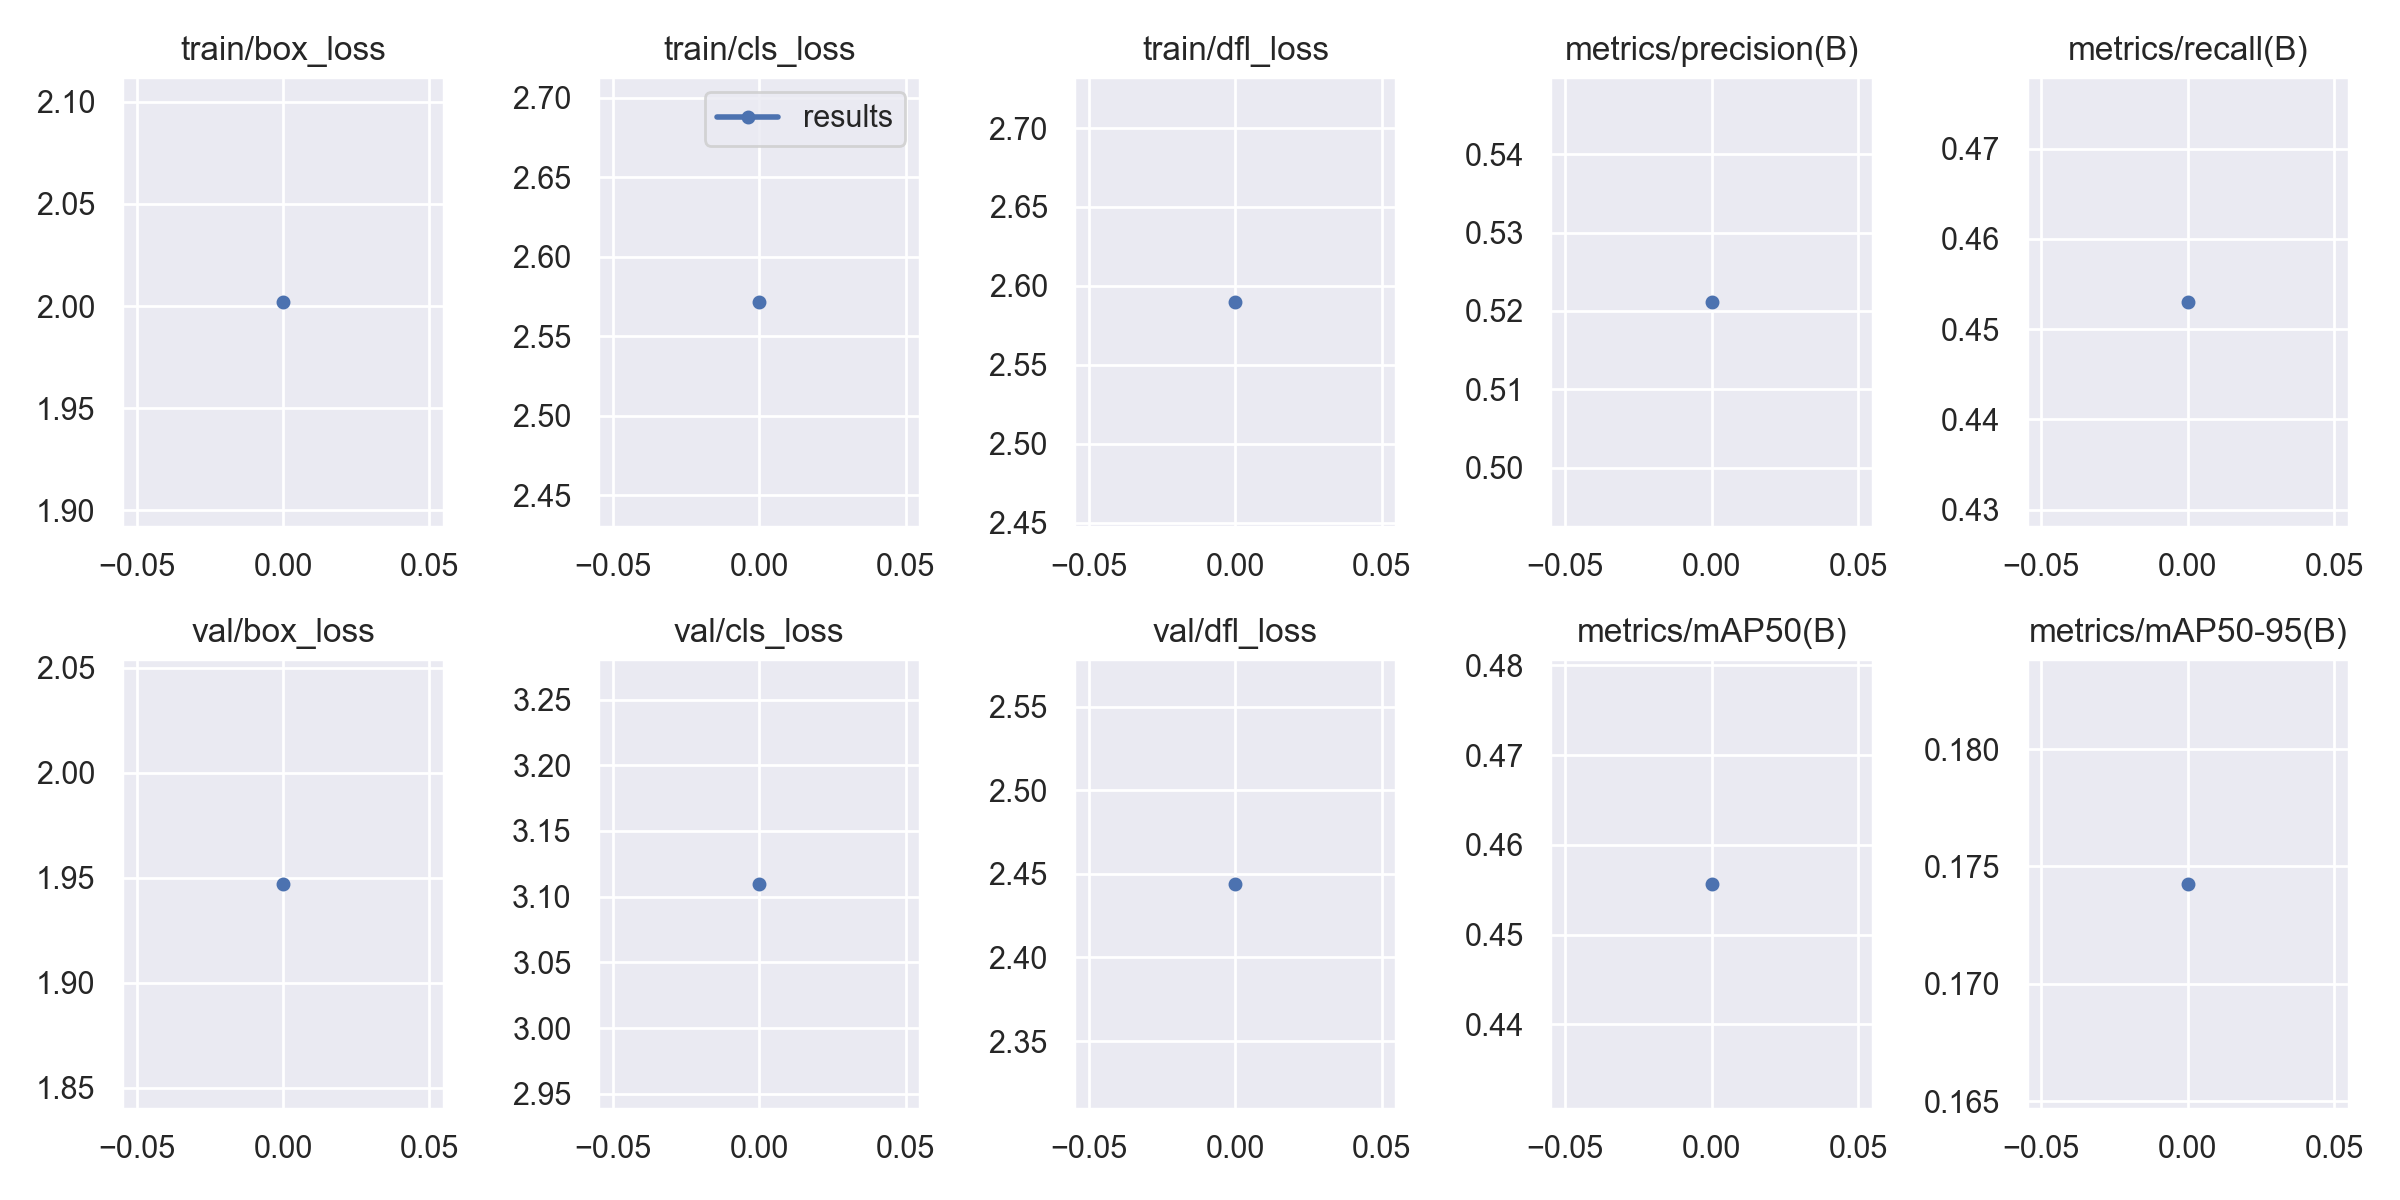 train/box_loss
2.10
2.05
2.00
1.95
1.90
−0.05 0.00 0.05
train/cls_loss
results
2.70
2.65
2.60
2.55
2.50
2.45
−0.05 0.00 0.05
train/dfl_loss
2.70
2.65
2.60
2.55
2.50
2.45
−0.05 0.00 0.05
metrics/precision(B)
0.54
0.53
0.52
0.51
0.50
−0.05 0.00 0.05
metrics/recall(B)
0.47
0.46
0.45
0.44
0.43
−0.05 0.00 0.05
val/box_loss
2.05
2.00
1.95
1.90
1.85
−0.05 0.00 0.05
val/cls_loss
3.25
3.20
3.15
3.10
3.05
3.00
2.95
−0.05 0.00 0.05
val/dfl_loss
2.55
2.50
2.45
2.40
2.35
−0.05 0.00 0.05
metrics/mAP50(B)
0.48
0.47
0.46
0.45
0.44
−0.05 0.00 0.05
metrics/mAP50-95(B)
0.180
0.175
0.170
0.165
−0.05 0.00 0.05